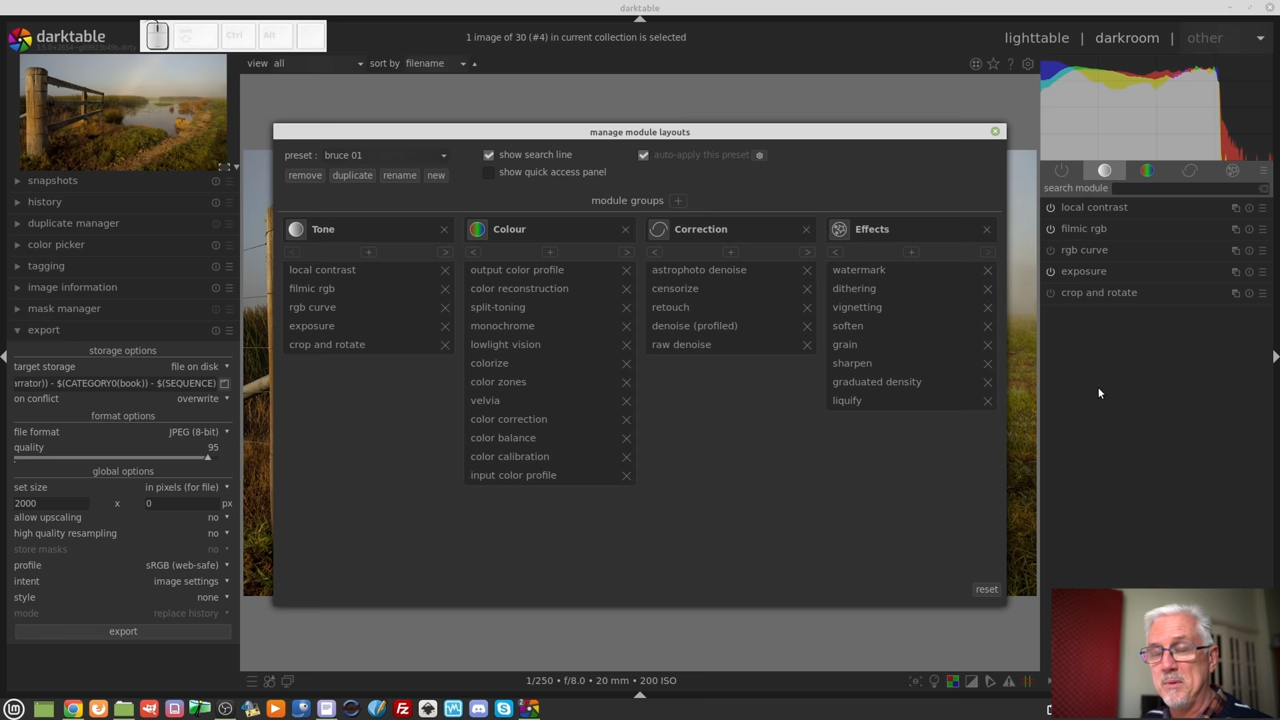 darktable
darktable
Ctrl
Alt
1 image of 30 (#4) in current collection is selected
lighttable | darkroom | other
view all
sort by filename
snapshots
history
duplicate manager
color picker
tagging
image information
mask manager
export
storage options
target storage file on disk
arrator)) - $(CATEGORY0(book)) - $(SEQUENCE)
on conflict overwrite
format options
file format JPEG (8-bit)
quality 95
global options
set size in pixels (for file)
2000 x 0 px
allow upscaling no
high quality resampling no
store masks no
profile sRGB (web-safe)
intent image settings
style none
mode replace history
export
manage module layouts
preset : bruce 01
remove duplicate rename new
show search line
show quick access panel
auto-apply this preset
module groups +
Tone
local contrast
filmic rgb
rgb curve
exposure
crop and rotate
Colour
output color profile
color reconstruction
split-toning
monochrome
lowlight vision
colorize
color zones
velvia
color correction
color balance
color calibration
input color profile
Correction
astrophoto denoise
censorize
retouch
denoise (profiled)
raw denoise
Effects
watermark
dithering
vignetting
soften
grain
sharpen
graduated density
liquify
reset
search module
local contrast
filmic rgb
rgb curve
exposure
crop and rotate
1/250 • f/8.0 • 20 mm • 200 ISO